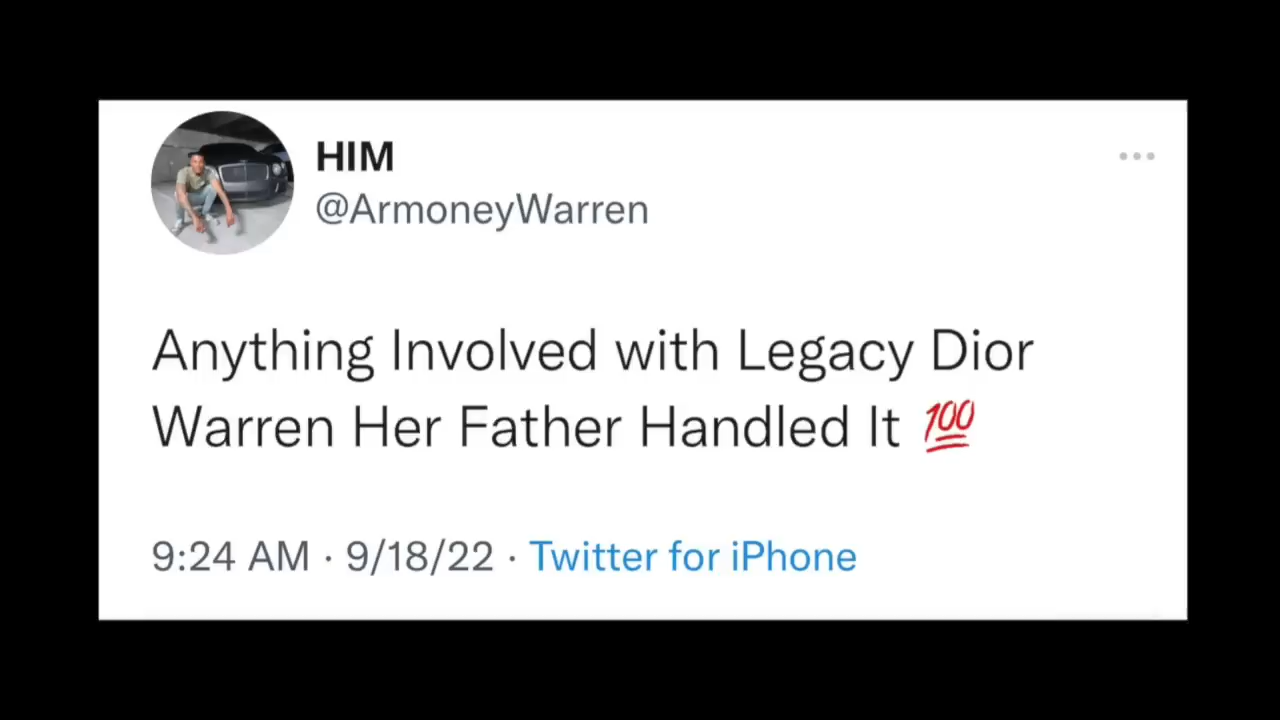 HIM
@ArmoneyWarren
Anything Involved with Legacy Dior
Warren Her Father Handled It 💯
9:24 AM · 9/18/22 · Twitter for iPhone